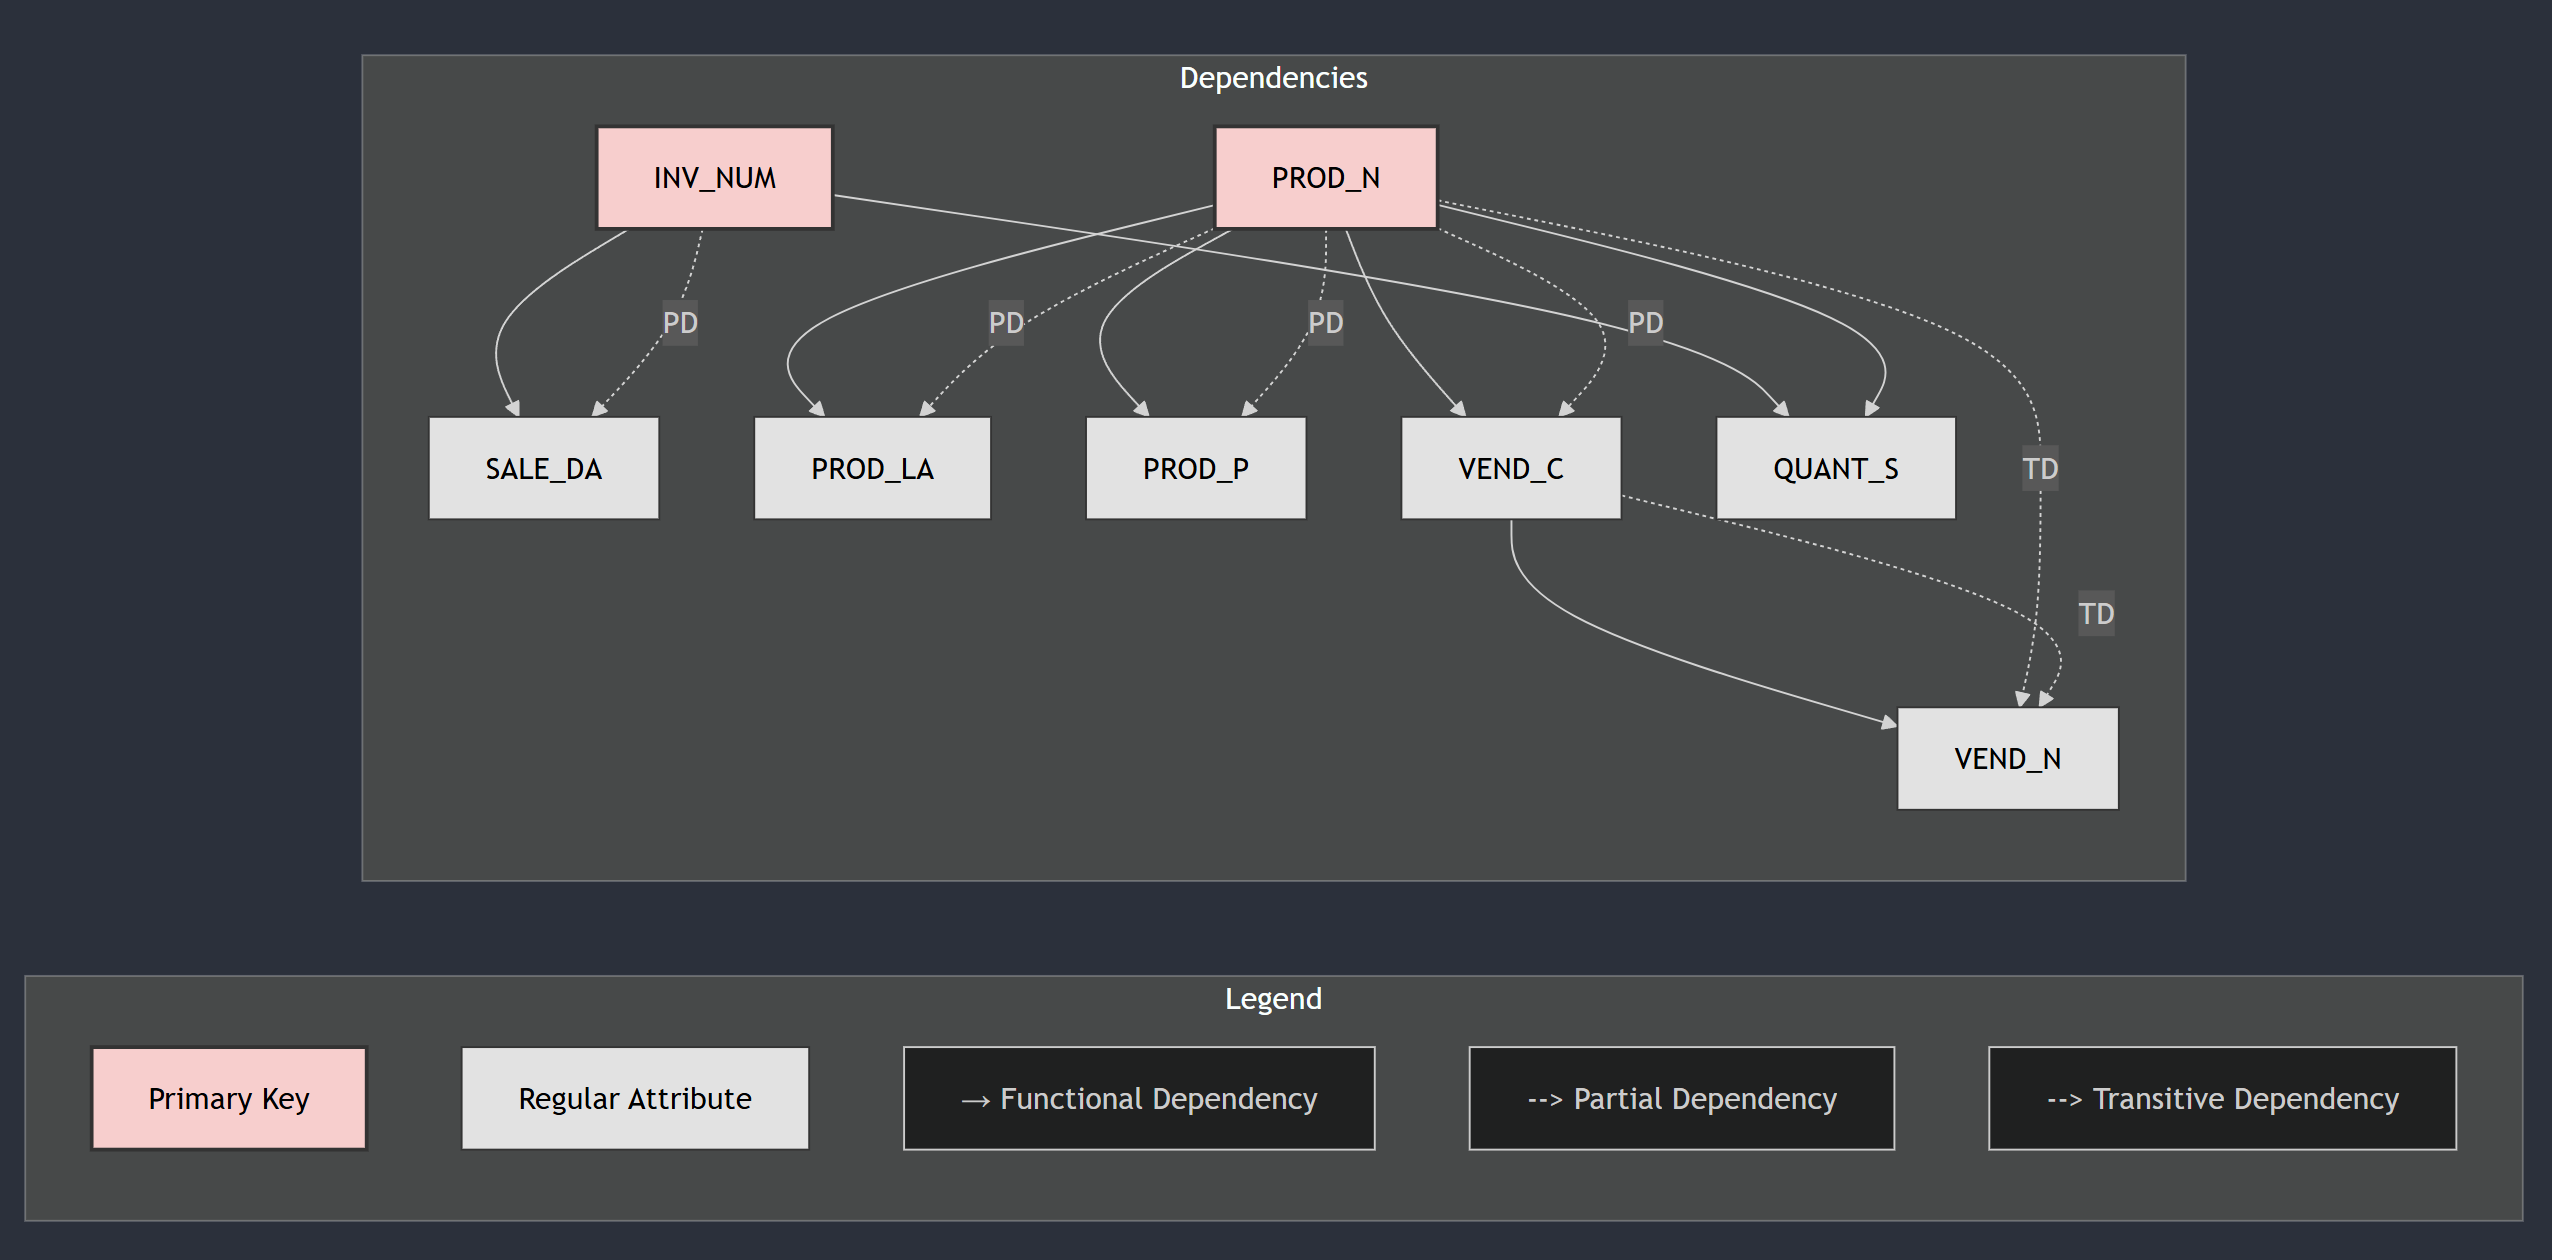 Dependencies
INV_NUM
PROD_N
PD
PD
PD
PD
SALE_DA
PROD_LA
PROD_P
VEND_C
QUANT_S
TD
TD
VEND_N
Legend
Primary Key
Regular Attribute
→ Functional Dependency
--> Partial Dependency
--> Transitive Dependency